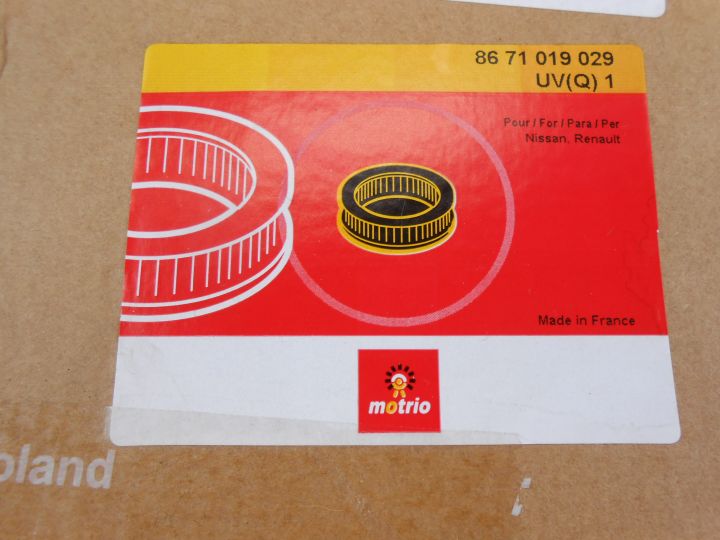 86 71 019 029
UV(Q) 1
Pour / For / Para / Per
Nissan, Renault
Made in France
motrio
oland